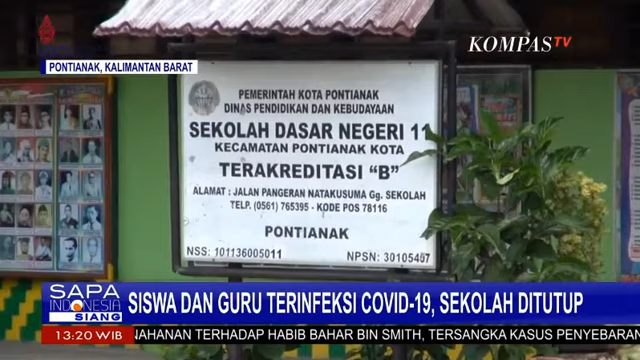 KOMPAS TV
PONTIANAK, KALIMANTAN BARAT
PEMERINTAH KOTA PONTIANAK
DINAS PENDIDIKAN DAN KEBUDAYAAN
SEKOLAH DASAR NEGERI 11
KECAMATAN PONTIANAK KOTA
TERAKREDITASI "B"
ALAMAT : JALAN PANGERAN NATAKUSUMA Gg. SEKOLAH
TELP. (0561) 765395 - KODE POS 78116
PONTIANAK
NSS: 101136005011 NPSN: 30105407
SAPA
INDONESIA
SIANG
SISWA DAN GURU TERINFEKSI COVID-19, SEKOLAH DITUTUP
13:20 WIB NAHANAN TERHADAP HABIB BAHAR BIN SMITH, TERSANGKA KASUS PENYEBARAN